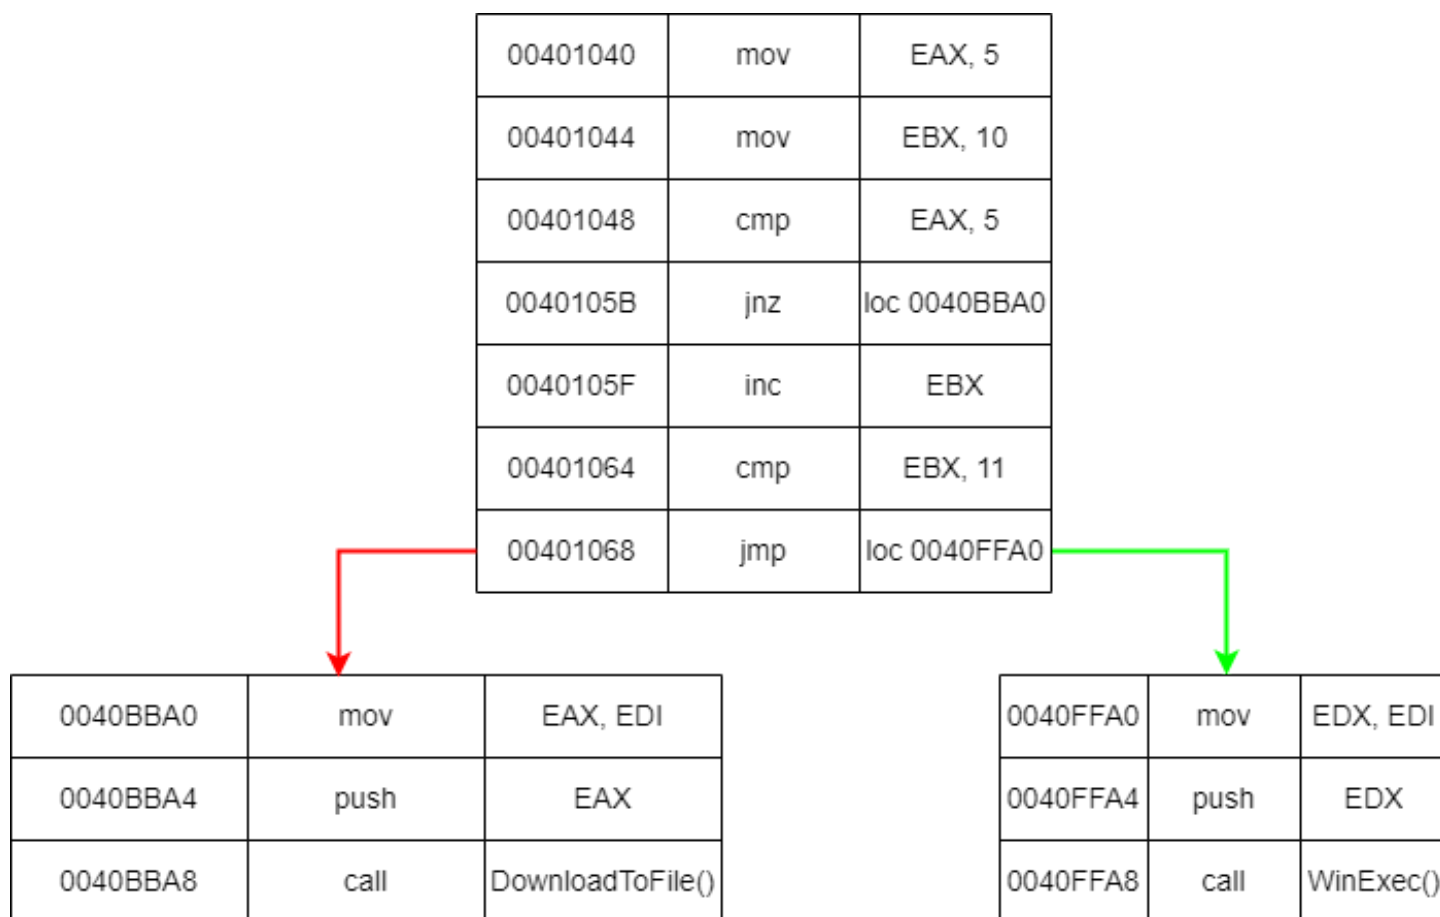 00401040 mov EAX, 5
00401044 mov EBX, 10
00401048 cmp EAX, 5
0040105B jnz loc 0040BBA0
0040105F inc EBX
00401064 cmp EBX, 11
00401068 jmp loc 0040FFA0
0040BBA0 mov EAX, EDI
0040BBA4 push EAX
0040BBA8 call DownloadToFile()
0040FFA0 mov EDX, EDI
0040FFA4 push EDX
0040FFA8 call WinExec()